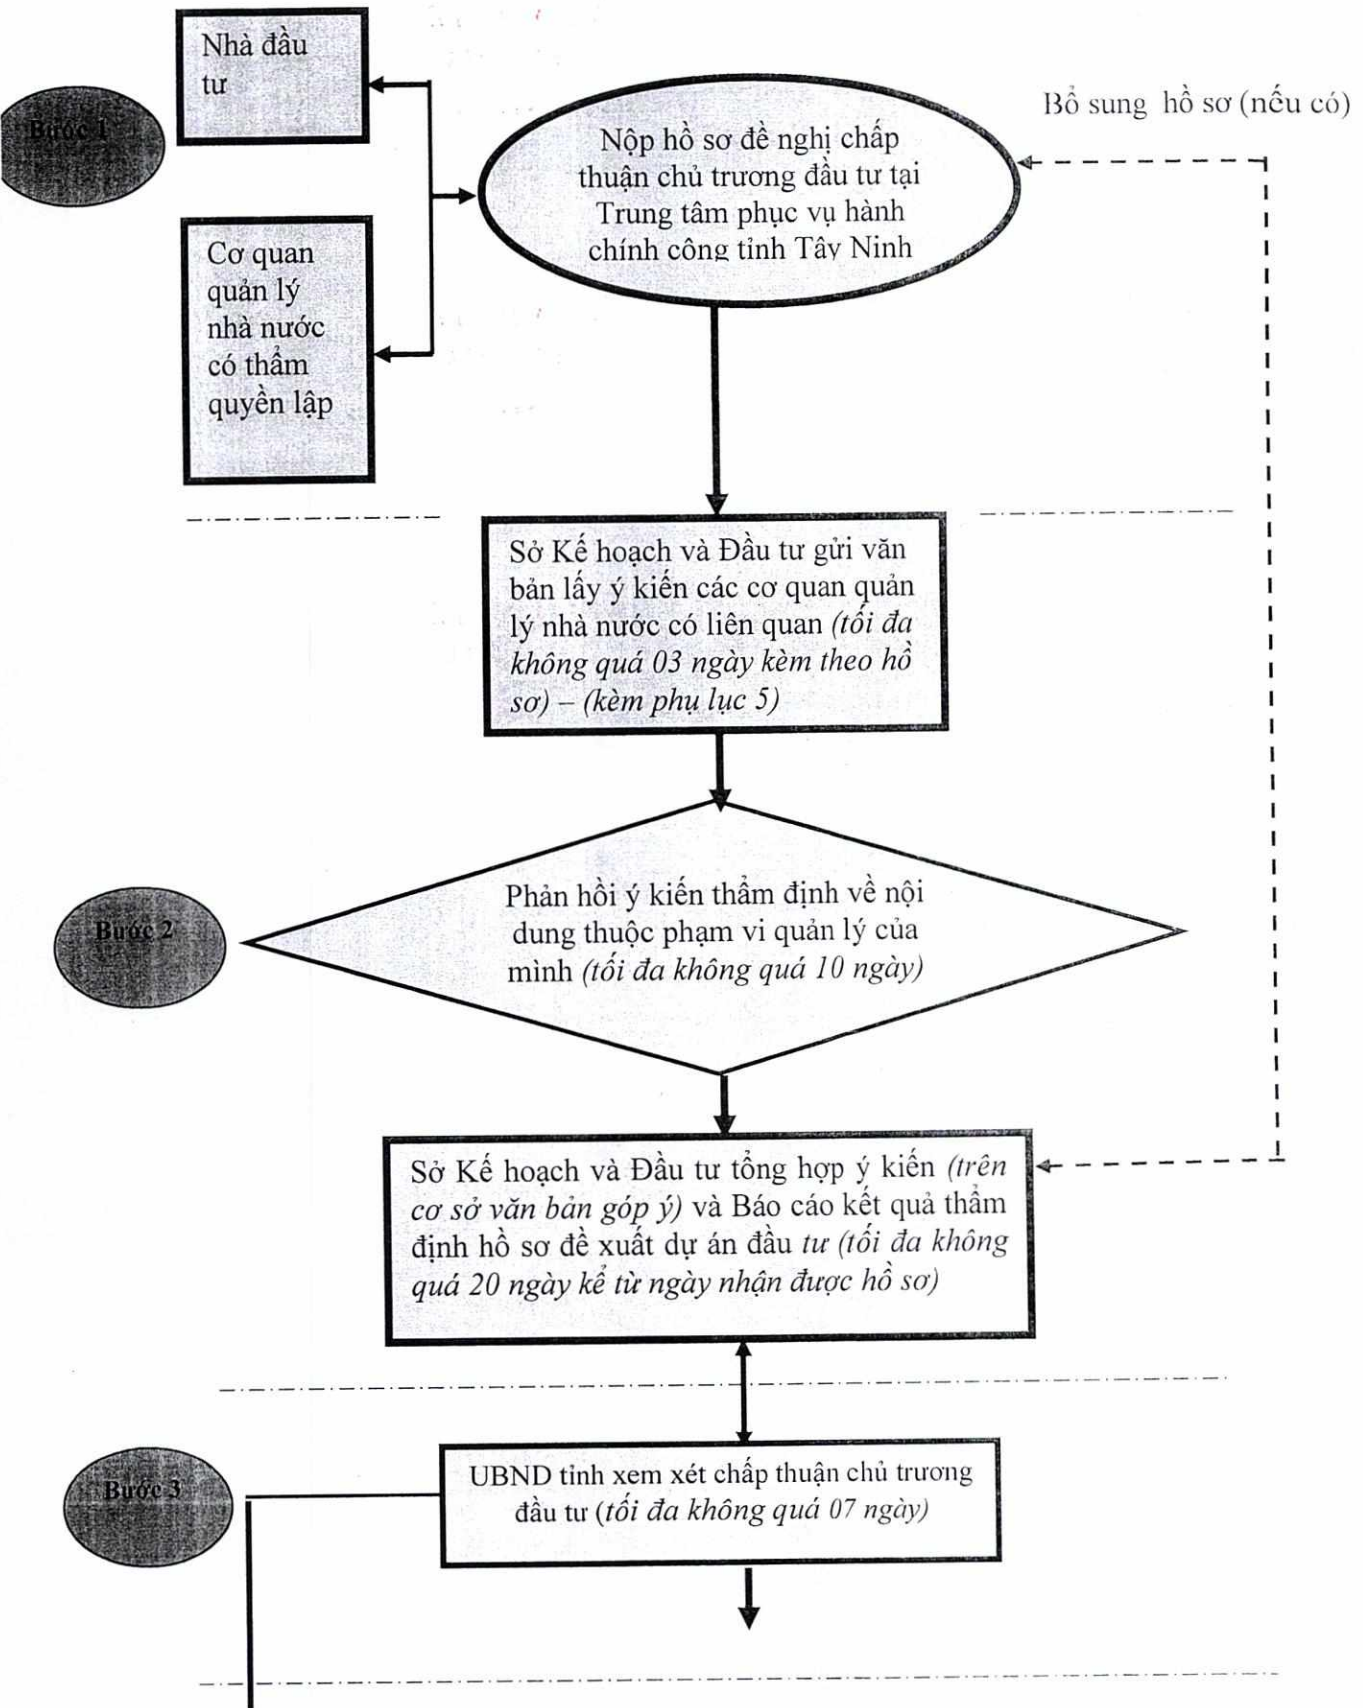 Nhà đầu
tư
Bước 1
Bổ sung hồ sơ (nếu có)
Nộp hồ sơ đề nghị chấp
thuận chủ trương đầu tư tại
Trung tâm phục vụ hành
chính công tỉnh Tây Ninh
Cơ quan
quản lý
nhà nước
có thẩm
quyền lập
Sở Kế hoạch và Đầu tư gửi văn
bản lấy ý kiến các cơ quan quản
lý nhà nước có liên quan (tối đa
không quá 03 ngày kèm theo hồ
sơ) – (kèm phụ lục 5)
Bước 2
Phản hồi ý kiến thẩm định về nội
dung thuộc phạm vi quản lý của
mình (tối đa không quá 10 ngày)
Sở Kế hoạch và Đầu tư tổng hợp ý kiến (trên
cơ sở văn bản góp ý) và Báo cáo kết quả thẩm
định hồ sơ đề xuất dự án đầu tư (tối đa không
quá 20 ngày kể từ ngày nhận được hồ sơ)
Bước 3
UBND tỉnh xem xét chấp thuận chủ trương
đầu tư (tối đa không quá 07 ngày)